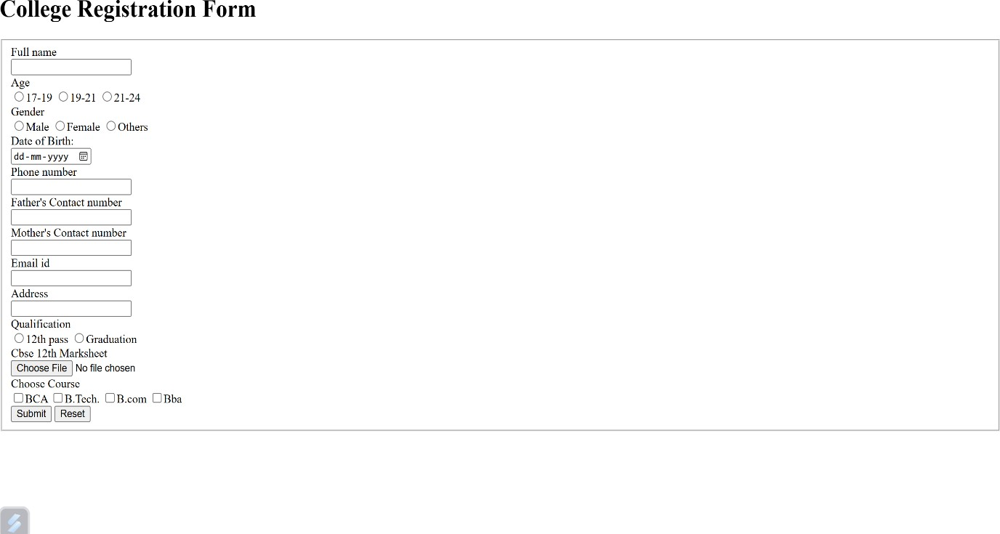 College Registration Form
Full name
Age
17-19 19-21 21-24
Gender
Male Female Others
Date of Birth:
dd-mm-yyyy
Phone number
Father's Contact number
Mother's Contact number
Email id
Address
Qualification
12th pass Graduation
Cbse 12th Marksheet
Choose File No file chosen
Choose Course
BCA B.Tech. B.com Bba
Submit Reset